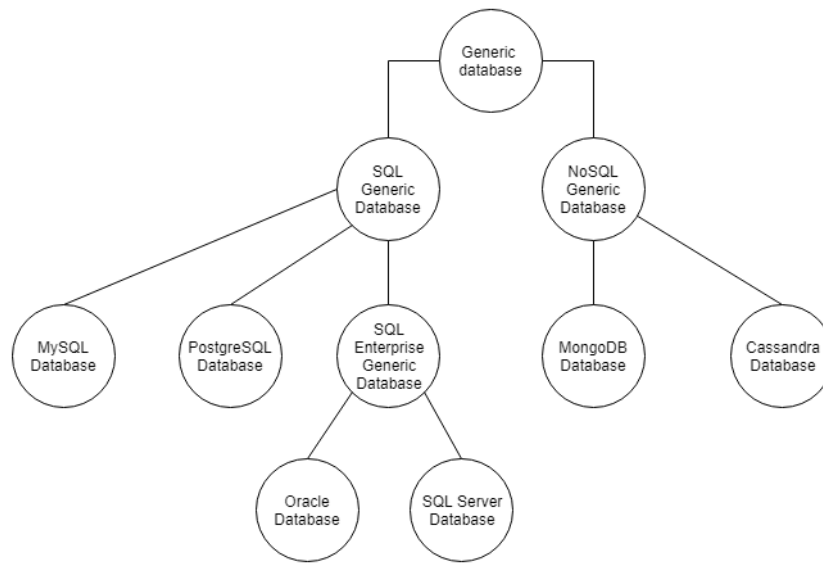 Generic
database
SQL
Generic
Database
NoSQL
Generic
Database
MySQL
Database
PostgreSQL
Database
SQL
Enterprise
Generic
Database
MongoDB
Database
Cassandra
Database
Oracle
Database
SQL Server
Database